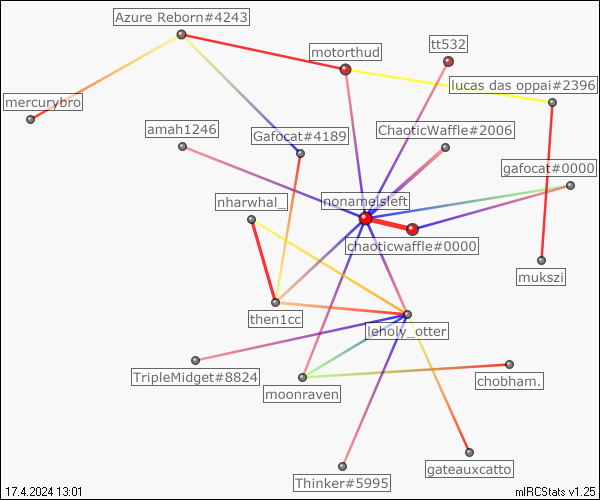 Azure Reborn#4243
tt532
motorthud
lucas das oppai#2396
mercurybro
amah1246
Gafocat#4189
ChaoticWaffle#2006
gafocat#0000
nharwhal_
nonameisleft
chaoticwaffle#0000
mukszi
then1cc
leholy_otter
TripleMidget#8824
moonraven
chobham.
Thinker#5995
gateauxcatto
17.4.2024 13:01
mIRCStats v1.25